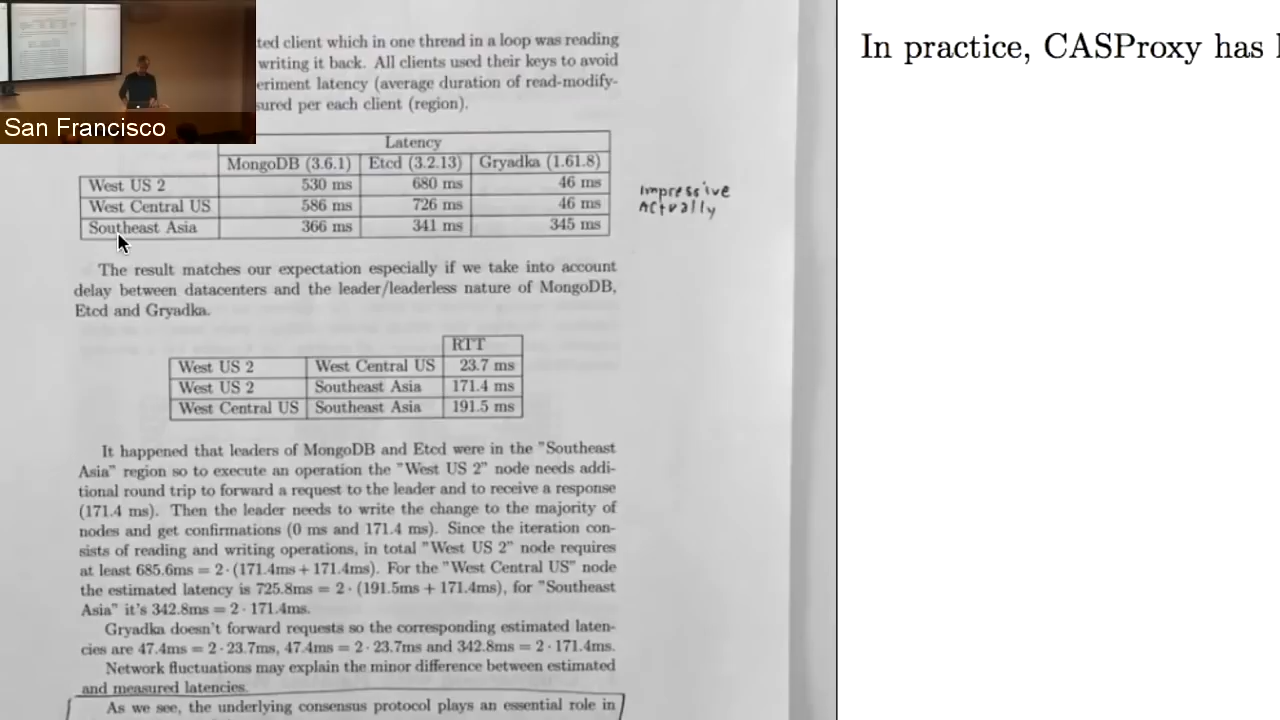 San Francisco
ted client which in one thread in a loop was reading
writing it back. All clients used their keys to avoid
eriment latency (average duration of read-modify-
sured per each client (region).
Latency
MongoDB (3.6.1) Etcd (3.2.13) Gryadka (1.61.8)
West US 2 530 ms 680 ms 46 ms
West Central US 586 ms 726 ms 46 ms
Southeast Asia 366 ms 341 ms 345 ms
Impressive
Actually
The result matches our expectation especially if we take into account
delay between datacenters and the leader/leaderless nature of MongoDB,
Etcd and Gryadka.
RTT
West US 2 West Central US 23.7 ms
West US 2 Southeast Asia 171.4 ms
West Central US Southeast Asia 191.5 ms
It happened that leaders of MongoDB and Etcd were in the "Southeast
Asia" region so to execute an operation the "West US 2" node needs addi-
tional round trip to forward a request to the leader and to receive a response
(171.4 ms). Then the leader needs to write the change to the majority of
nodes and get confirmations (0 ms and 171.4 ms). Since the iteration con-
sists of reading and writing operations, in total "West US 2" node requires
at least 685.6ms = 2·(171.4ms+171.4ms). For the "West Central US" node
the estimated latency is 725.8ms = 2· (191.5ms + 171.4ms), for "Southeast
Asia" it's 342.8ms = 2·171.4ms.
Gryadka doesn't forward requests so the corresponding estimated laten-
cies are 47.4ms = 2·23.7ms, 47.4ms = 2·23.7ms and 342.8ms = 2·171.4ms.
Network fluctuations may explain the minor difference between estimated
and measured latencies.
As we see, the underlying consensus protocol plays an essential role in
In practice, CASProxy has